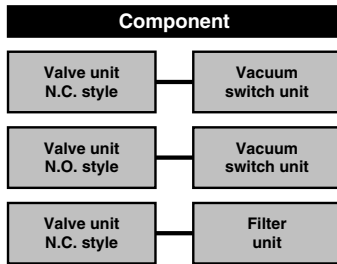 Component
Valve unit
N.C. style
Vacuum
switch unit
Valve unit
N.O. style
Vacuum
switch unit
Valve unit
N.C. style
Filter
unit